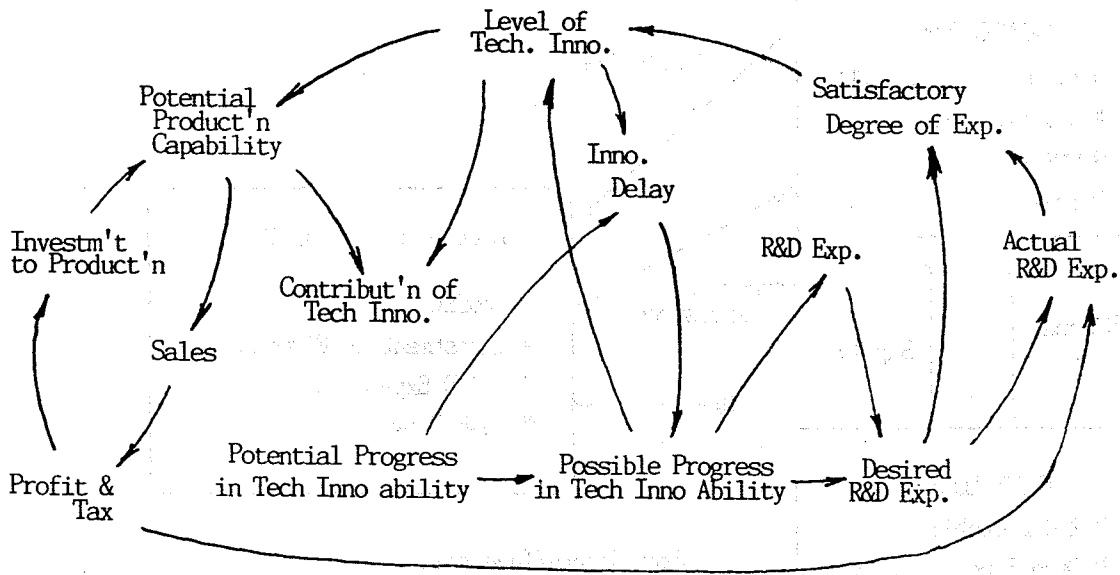 Level of
Tech. Inno.
Potential
Product'n
Capability
Satisfactory
Degree of Exp.
Inno.
Delay
Investm't
to Product'n
R&D Exp.
Actual
R&D Exp.
Contribut'n of
Tech Inno.
Sales
Potential Progress
in Tech Inno ability
Possible Progress
in Tech Inno Ability
Desired
R&D Exp.
Profit &
Tax